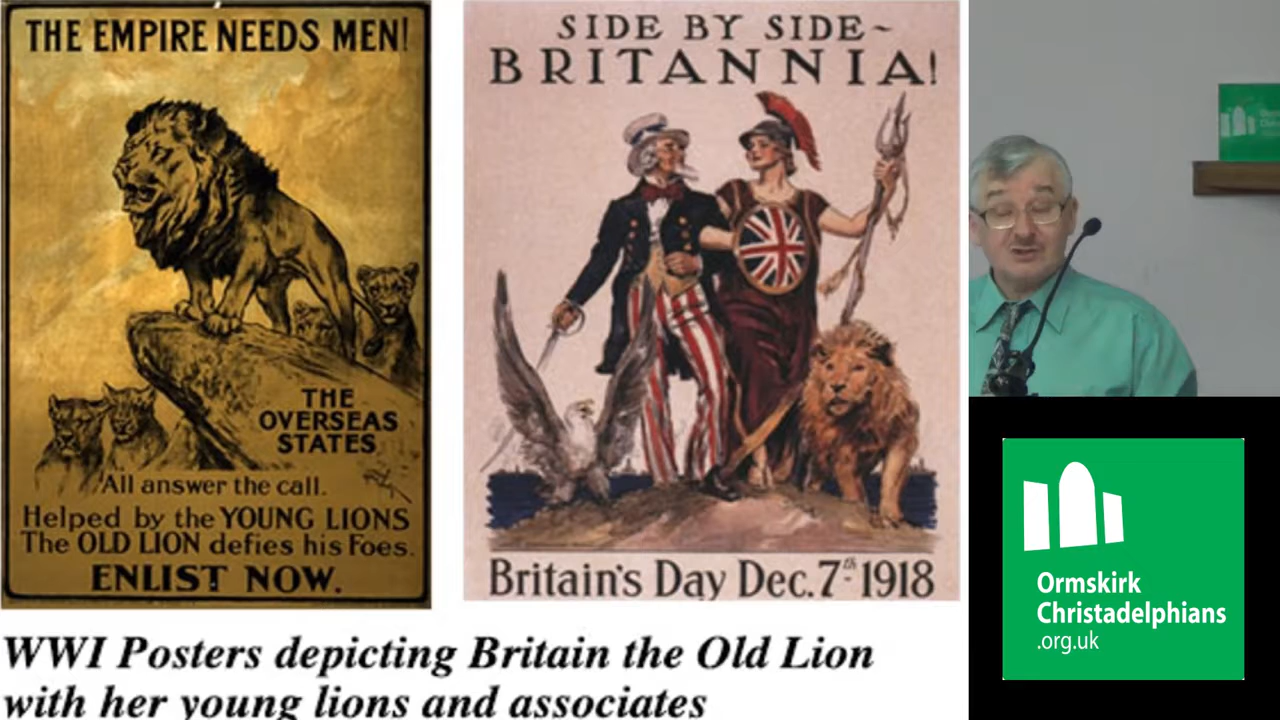 THE EMPIRE NEEDS MEN!
THE
OVERSEAS
STATES
All answer the call.
Helped by the YOUNG LIONS
The OLD LION defies his Foes.
ENLIST NOW.
SIDE BY SIDE~
BRITANNIA!
Britain's Day Dec. 7th 1918
WWI Posters depicting Britain the Old Lion
with her young lions and associates
Ormskirk
Christadelphians
.org.uk